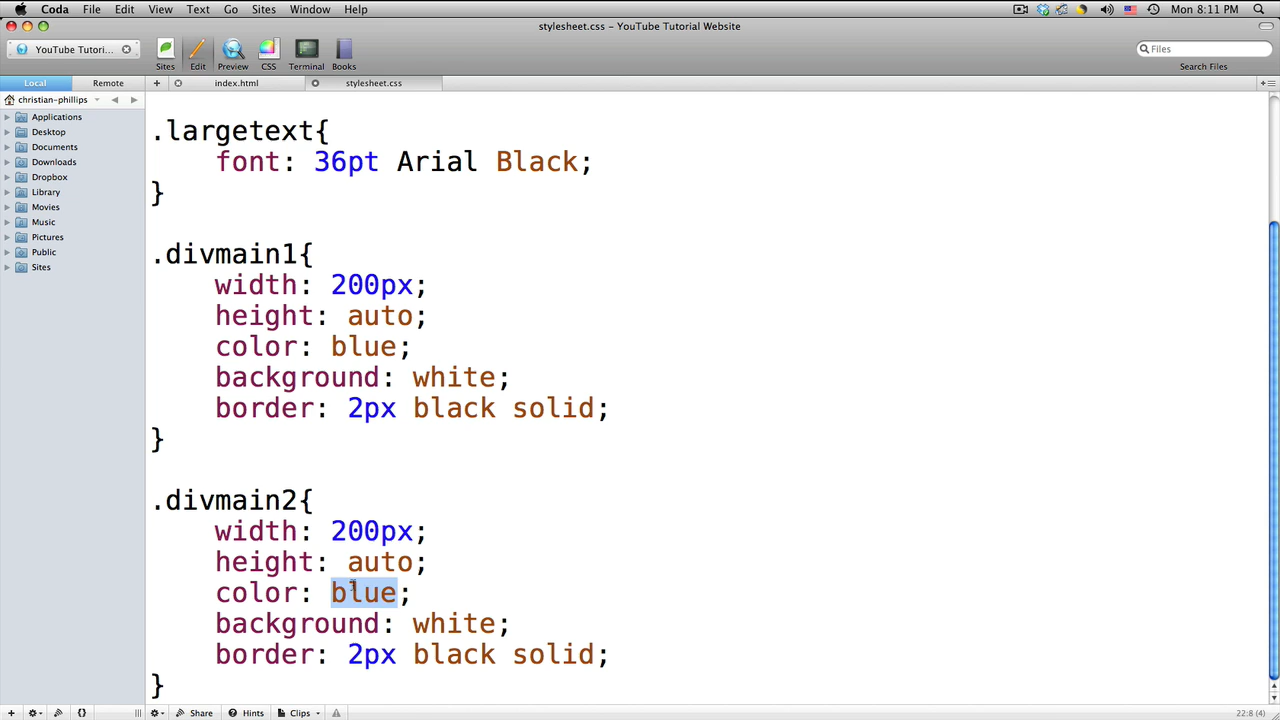 Coda File Edit View Text Go Sites Window Help Mon 8:11 PM
stylesheet.css – YouTube Tutorial Website
YouTube Tutori...
Files
Sites Edit Preview CSS Terminal Books Search Files
Local Remote index.html stylesheet.css
christian-phillips
Applications
Desktop
Documents
Downloads
Dropbox
Library
Movies
Music
Pictures
Public
Sites
.largetext{
font: 36pt Arial Black;
}
.divmain1{
width: 200px;
height: auto;
color: blue;
background: white;
border: 2px black solid;
}
.divmain2{
width: 200px;
height: auto;
color: blue;
background: white;
border: 2px black solid;
}
Share Hints Clips 22:8 (4)